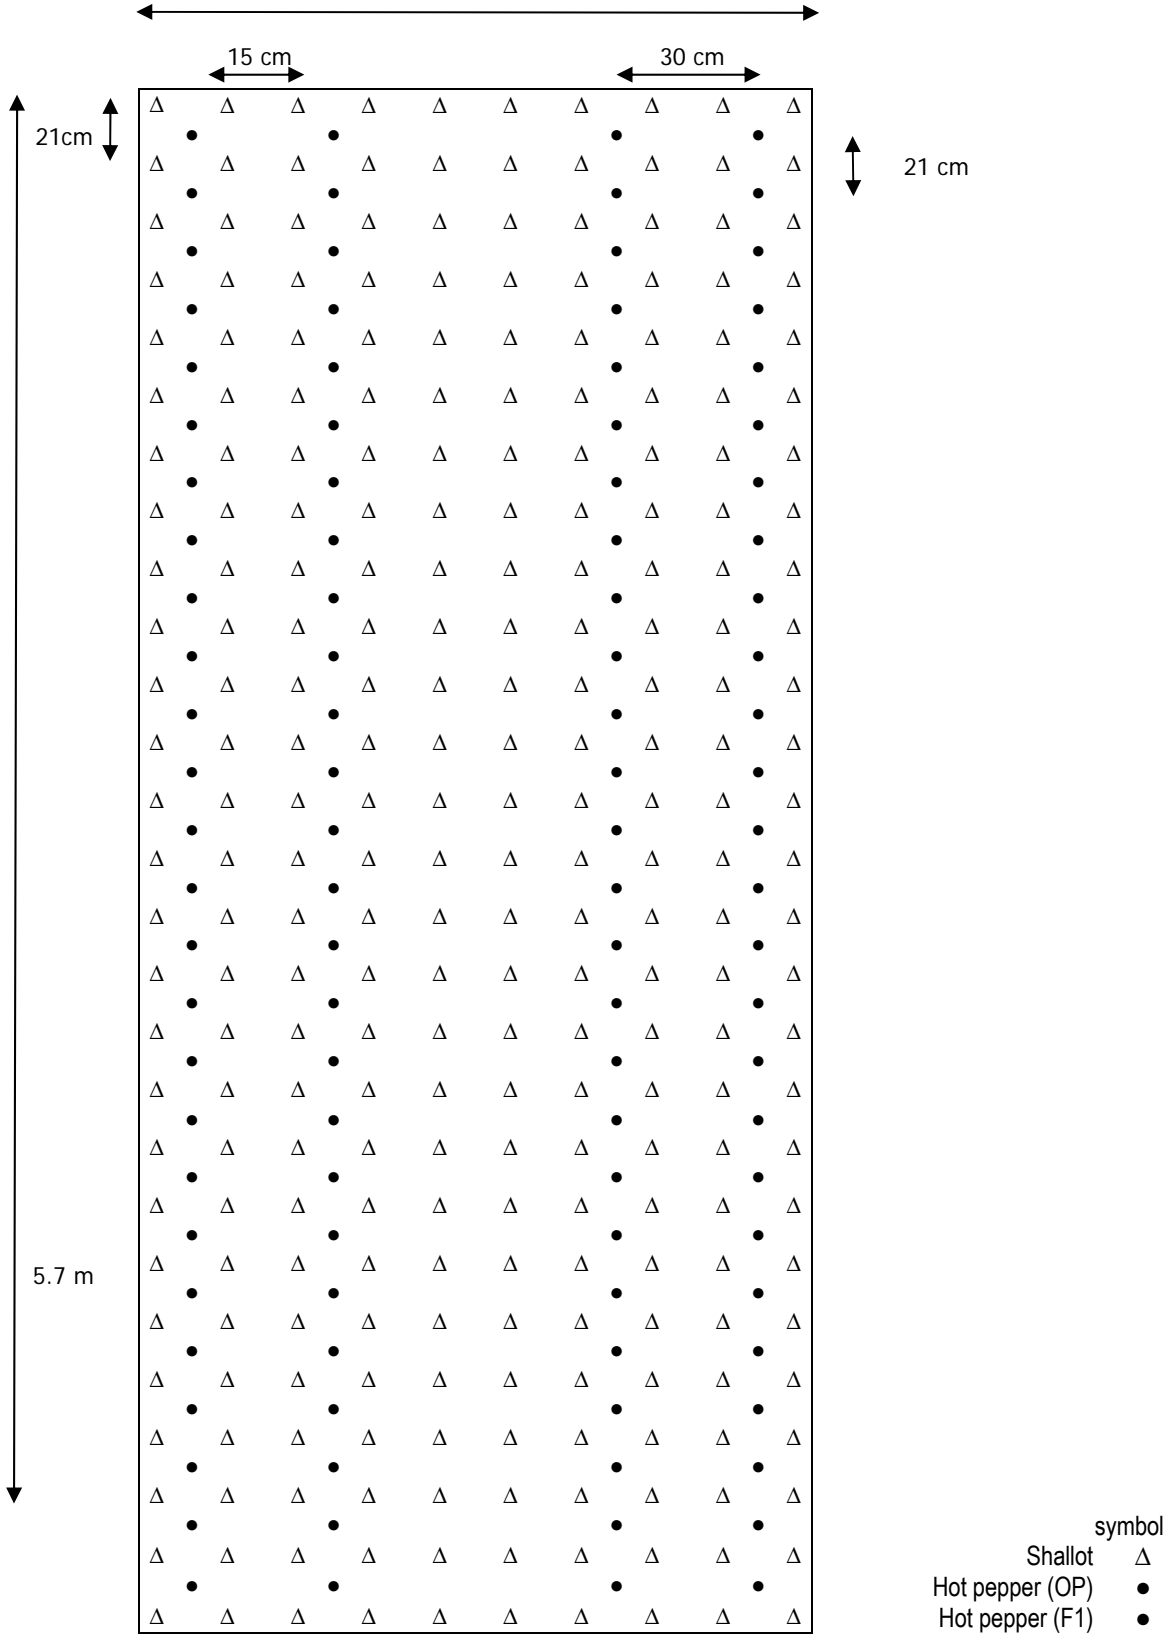 15 cm
30 cm
21cm
21 cm
5.7 m
symbol
Shallot Δ
Hot pepper (OP) ●
Hot pepper (F1) ●